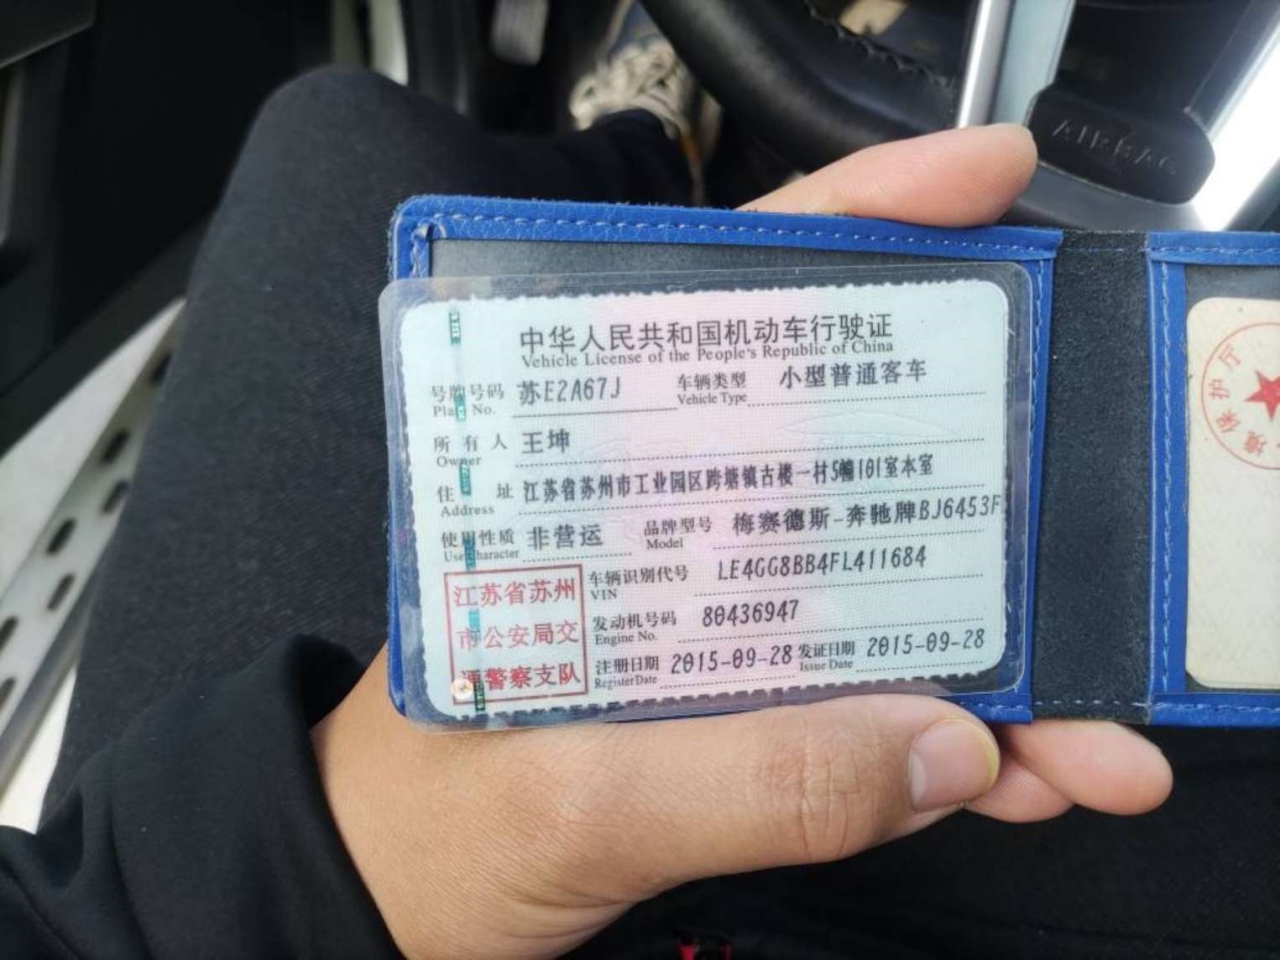 AIRBAG
中华人民共和国机动车行驶证
Vehicle License of the People's Republic of China
号牌号码 苏E2A67J 车辆类型 小型普通客车
Plate No. Vehicle Type
所有人 王坤
Owner
住址 江苏省苏州市工业园区跨塘镇古楼一村5幢101室本室
Address
使用性质 非营运 品牌型号 梅赛德斯-奔驰牌BJ6453F
Use Character Model
车辆识别代号 LE4GG8BB4FL411684
VIN
发动机号码 80436947
Engine No.
注册日期 2015-09-28 发证日期 2015-09-28
Register Date Issue Date
江苏省苏州
市公安局交
通警察支队
境保护厅